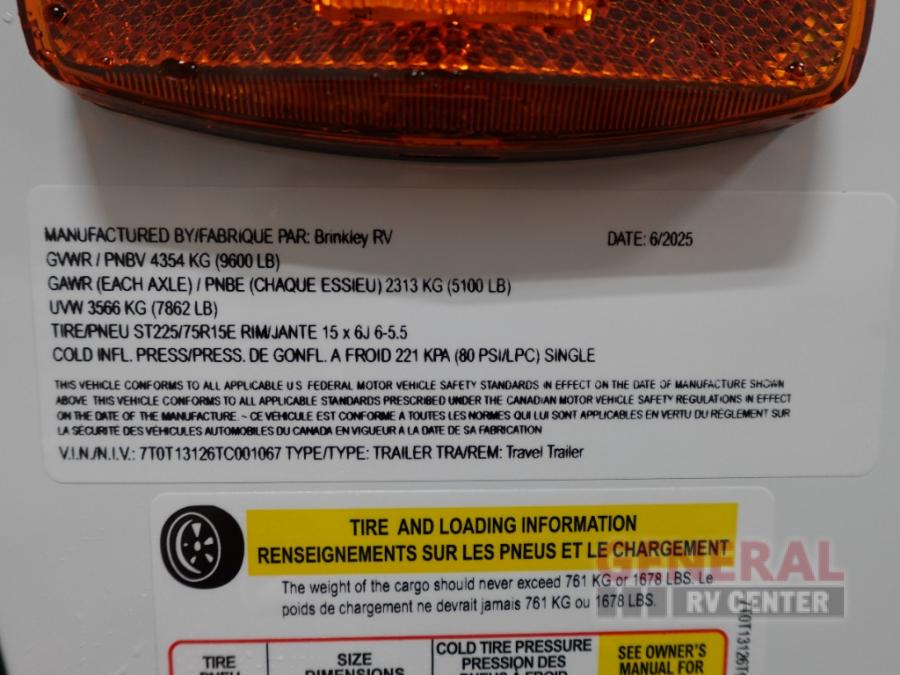 MANUFACTURED BY/FABRIQUE PAR: Brinkley RV DATE: 6/2025
GVWR / PNBV 4354 KG (9600 LB)
GAWR (EACH AXLE) / PNBE (CHAQUE ESSIEU) 2313 KG (5100 LB)
UVW 3566 KG (7862 LB)
TIRE/PNEU ST225/75R15E RIM/JANTE 15 x 6J 6-5.5
COLD INFL. PRESS/PRESS. DE GONFL. A FROID 221 KPA (80 PSI/LPC) SINGLE
THIS VEHICLE CONFORMS TO ALL APPLICABLE U S FEDERAL MOTOR VEHICLE SAFETY STANDARDS IN EFFECT ON THE DATE OF MANUFACTURE SHOWN
ABOVE THIS VEHICLE CONFORMS TO ALL APPLICABLE STANDARDS PRESCRIBED UNDER THE CANADIAN MOTOR VEHICLE SAFETY REGULATIONS IN EFFECT
ON THE DATE OF THE MANUFACTURE. ~ CE VÉHICULE EST CONFORME A TOUTES LES NORMES QUI LUI SONT APPLICABLES EN VERTU DU RÉGLEMENT SUR
LA SÉCURITÉ DES VÉHICULES AUTOMOBILES DU CANADA EN VIGUEUR A LA DATE DE SA FABRICATION
V.I.N./N.I.V.: 7T0T13126TC001067 TYPE/TYPE: TRAILER TRA/REM: Travel Trailer
TIRE AND LOADING INFORMATION
RENSEIGNEMENTS SUR LES PNEUS ET LE CHARGEMENT
The weight of the cargo should never exceed 761 KG or 1678 LBS. Le
poids de chargement ne devrait jamais 761 KG ou 1678 LBS.
GENERAL
RV CENTER
7T0T13126T
TIRE SIZE COLD TIRE PRESSURE SEE OWNER'S
PNEU DIMENSIONS PRESSION DES MANUAL FOR
PNEUS A FROID